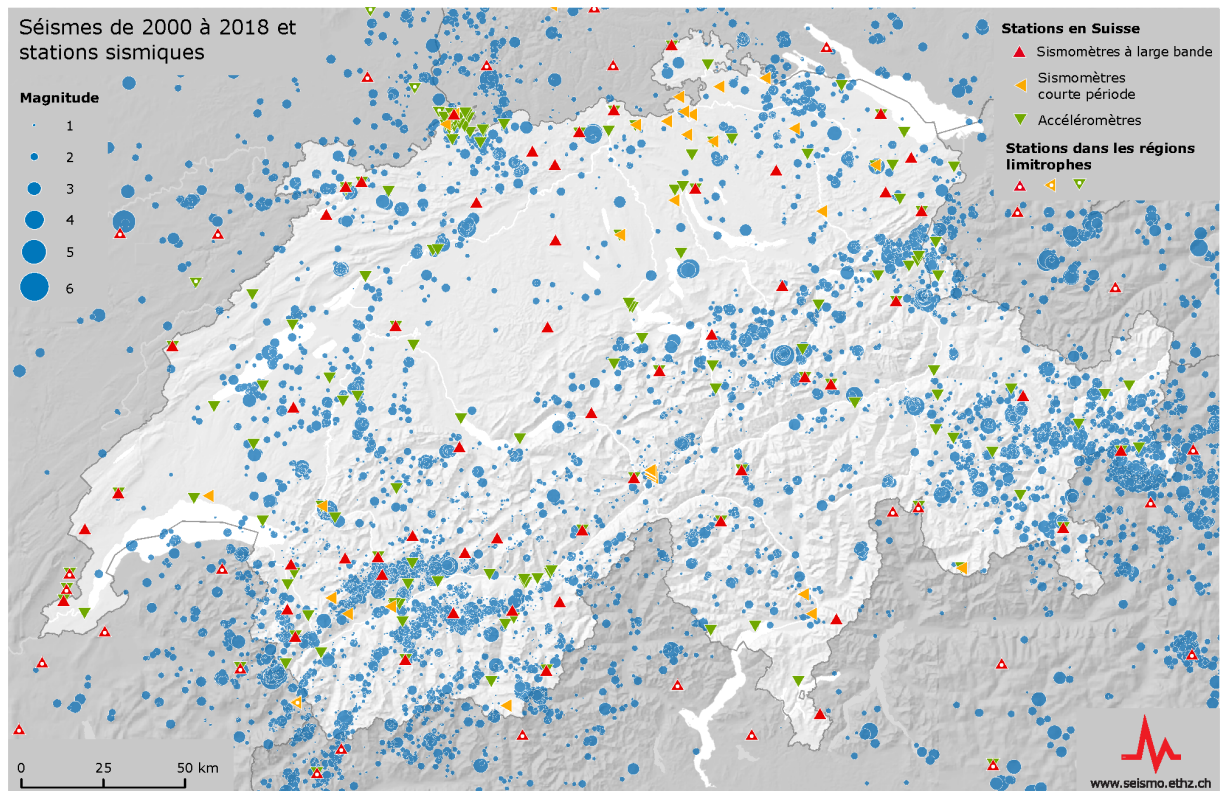 Séismes de 2000 à 2018 et
stations sismiques
Magnitude
1
2
3
4
5
6
Stations en Suisse
Sismomètres à large bande
Sismomètres
courte période
Accéléromètres
Stations dans les régions
limitrophes
0 25 50 km
www.seismo.ethz.ch